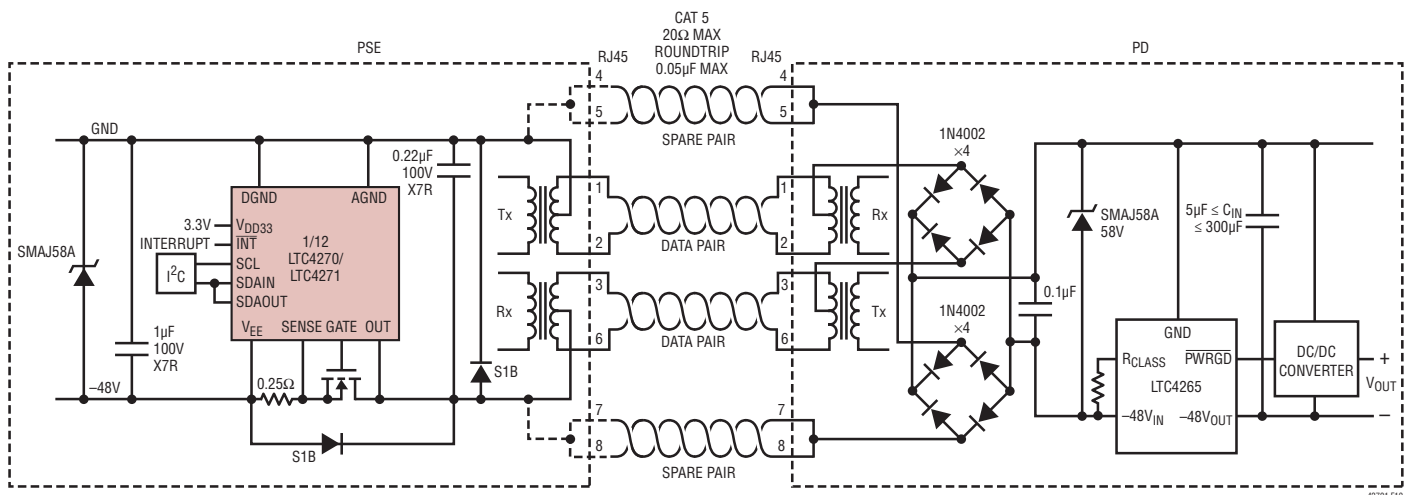 CAT 5
20Ω MAX
ROUNDTRIP
0.05µF MAX
PSE
RJ45
RJ45
PD
4
5
4
5
SPARE PAIR
GND
0.22µF
100V
X7R
DGND
AGND
3.3V
VDD33
INTERRUPT
INT
1/12
LTC4270/
LTC4271
I2C
SCL
SDAIN
SDAOUT
VEE
SENSE
GATE
OUT
SMAJ58A
1µF
100V
X7R
–48V
0.25Ω
S1B
S1B
Tx
1
2
DATA PAIR
1
2
Rx
Rx
3
6
DATA PAIR
3
6
Tx
7
8
SPARE PAIR
7
8
1N4002
×4
1N4002
×4
0.1µF
SMAJ58A
58V
5µF ≤ CIN
≤ 300µF
GND
RCLASS
PWRGD
LTC4265
–48VIN
–48VOUT
DC/DC
CONVERTER
+
VOUT
–